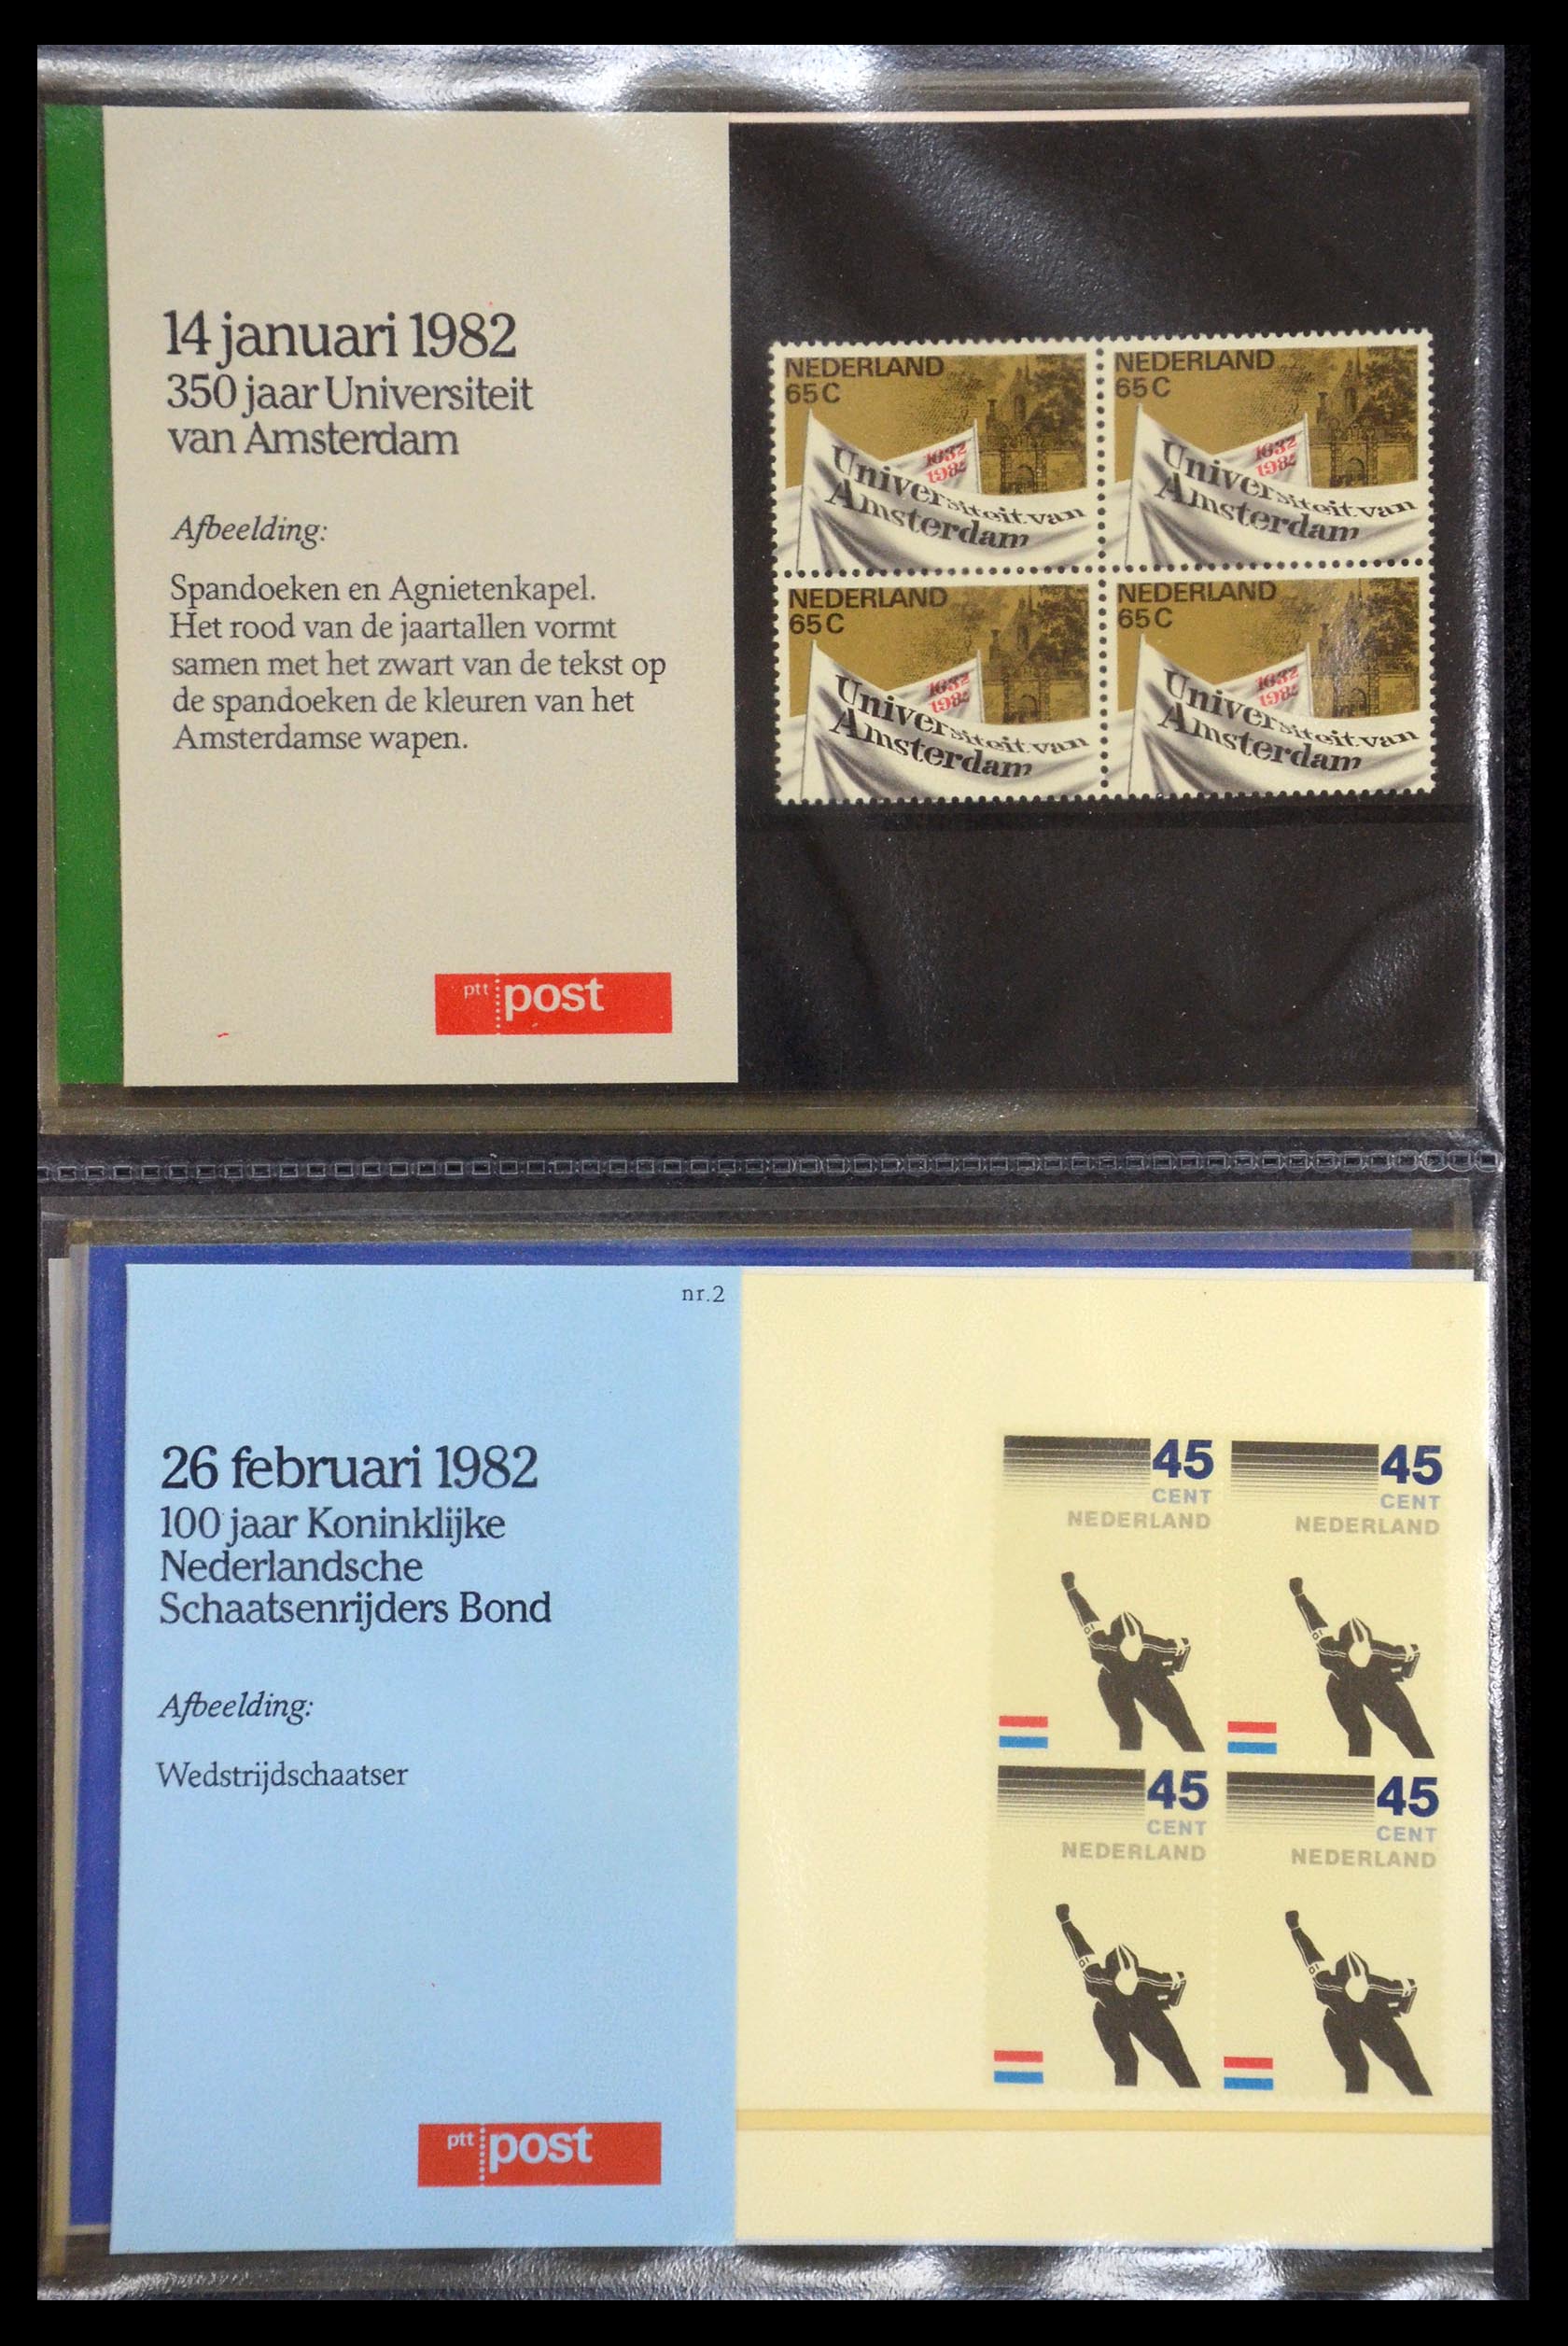 14 januari 1982
350 jaar Universiteit
van Amsterdam
Afbeelding:
Spandoeken en Agnietenkapel.
Het rood van de jaartallen vormt
samen met het zwart van de tekst op
de spandoeken de kleuren van het
Amsterdamse wapen.
ptt post
NEDERLAND
65 C
1632
1982
Universiteit van
Amsterdam
NEDERLAND
65 C
1632
1982
Universiteit van
Amsterdam
NEDERLAND
65 C
1632
1982
Universiteit van
Amsterdam
NEDERLAND
65 C
1632
1982
Universiteit van
Amsterdam
nr.2
26 februari 1982
100 jaar Koninklijke
Nederlandsche
Schaatsenrijders Bond
Afbeelding:
Wedstrijdschaatser
ptt post
45
CENT
NEDERLAND
45
CENT
NEDERLAND
45
CENT
NEDERLAND
45
CENT
NEDERLAND